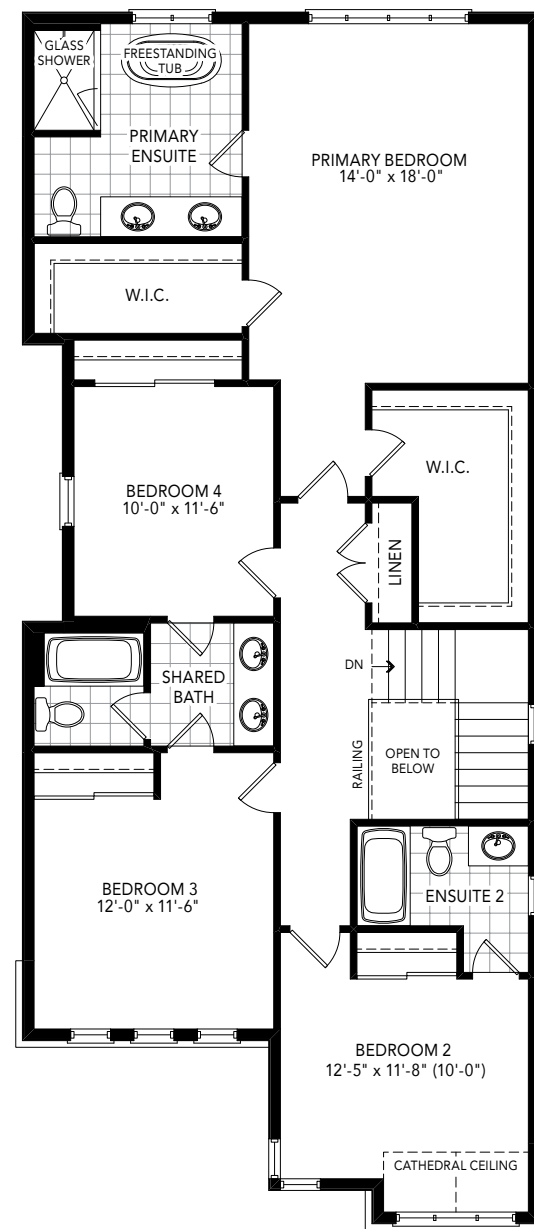 GLASS
SHOWER
FREESTANDING
TUB
PRIMARY
ENSUITE
PRIMARY BEDROOM
14'-0" x 18'-0"
W.I.C.
W.I.C.
BEDROOM 4
10'-0" x 11'-6"
LINEN
SHARED
BATH
DN
RAILING
OPEN TO
BELOW
BEDROOM 3
12'-0" x 11'-6"
ENSUITE 2
BEDROOM 2
12'-5" x 11'-8" (10'-0")
CATHEDRAL CEILING